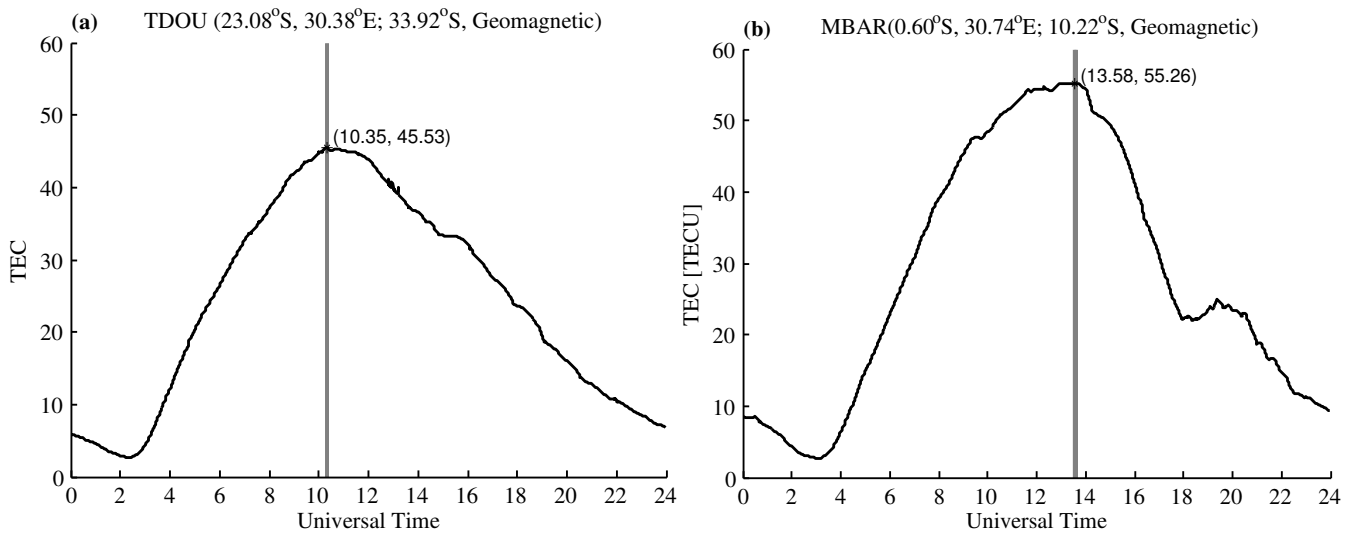 (a) TDOU (23.08°S, 30.38°E; 33.92°S, Geomagnetic)
60
50
40
30
20
10
0
TEC
(10.35, 45.53)
0 2 4 6 8 10 12 14 16 18 20 22 24
Universal Time
(b) MBAR(0.60°S, 30.74°E; 10.22°S, Geomagnetic)
60
50
40
30
20
10
0
TEC [TECU]
(13.58, 55.26)
0 2 4 6 8 10 12 14 16 18 20 22 24
Universal Time